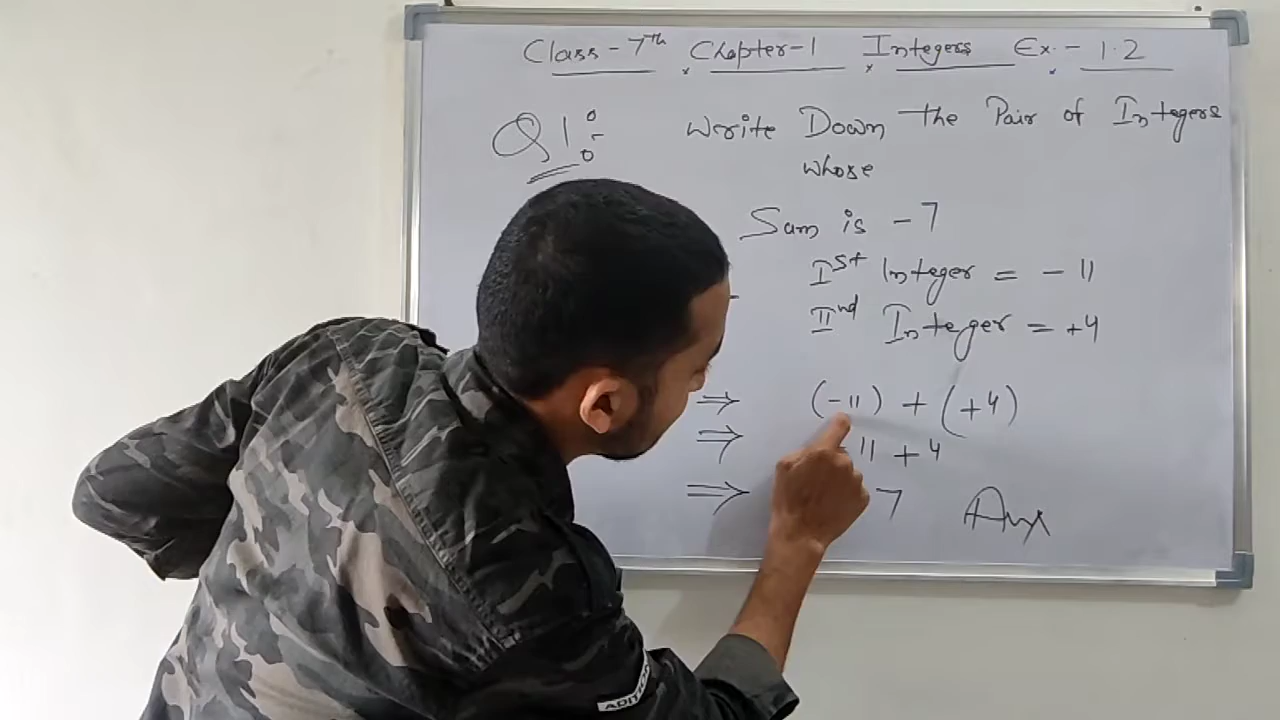 Class - 7th Chapter-1 Integers Ex.- 1.2
Q1:- Write Down the Pair of Integers
whose
Sum is -7
Ist Integer = -11
IInd Integer = +4
⇒ (-11) + (+4)
⇒ 11 + 4
⇒ 7 Ans